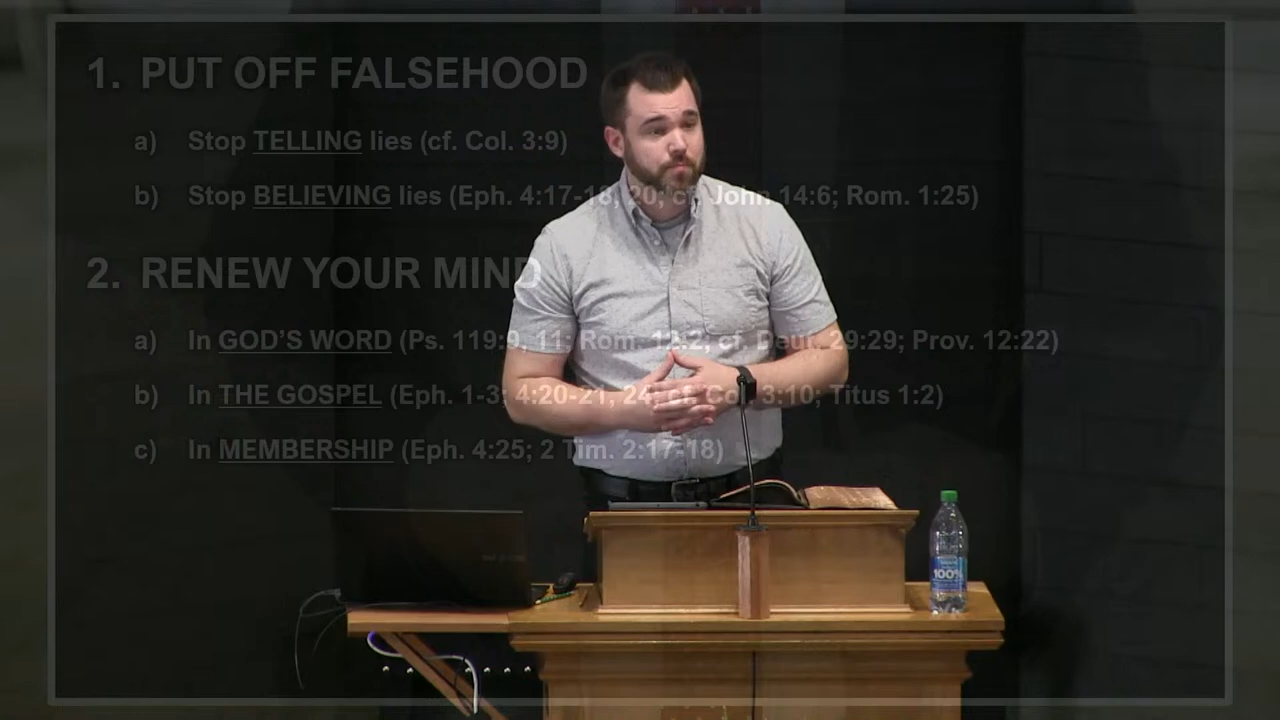 1. PUT OFF FALSEHOOD
a) Stop TELLING lies (cf. Col. 3:9)
b) Stop BELIEVING lies (Eph. 4:17-18, 20; cf. John 14:6; Rom. 1:25)
2. RENEW YOUR MIND
a) In GOD'S WORD (Ps. 119:9, 11; Rom. 12:2, cf. Deut. 29:29; Prov. 12:22)
b) In THE GOSPEL (Eph. 1-3; 4:20-21, 24; cf. Col. 3:10; Titus 1:2)
c) In MEMBERSHIP (Eph. 4:25; 2 Tim. 2:17-18)
100%